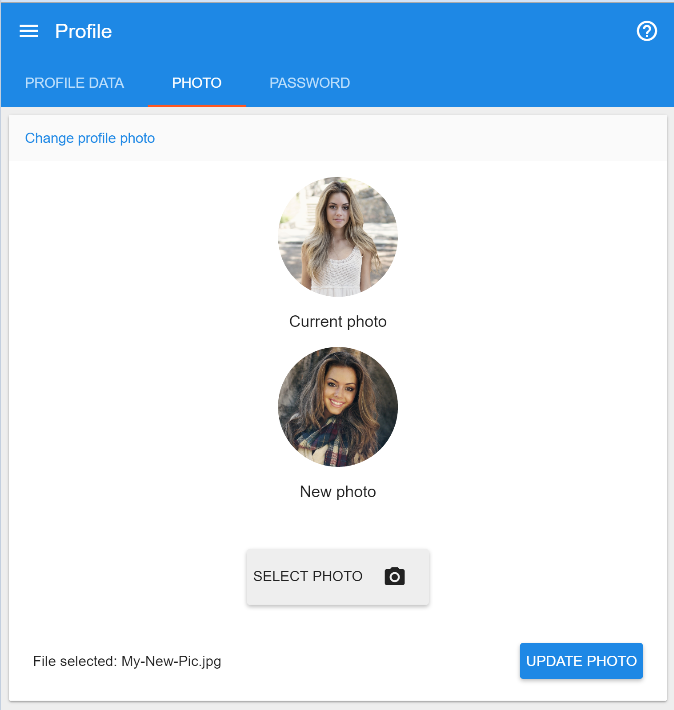 Profile
PROFILE DATA PHOTO PASSWORD
Change profile photo
Current photo
New photo
SELECT PHOTO
File selected: My-New-Pic.jpg
UPDATE PHOTO